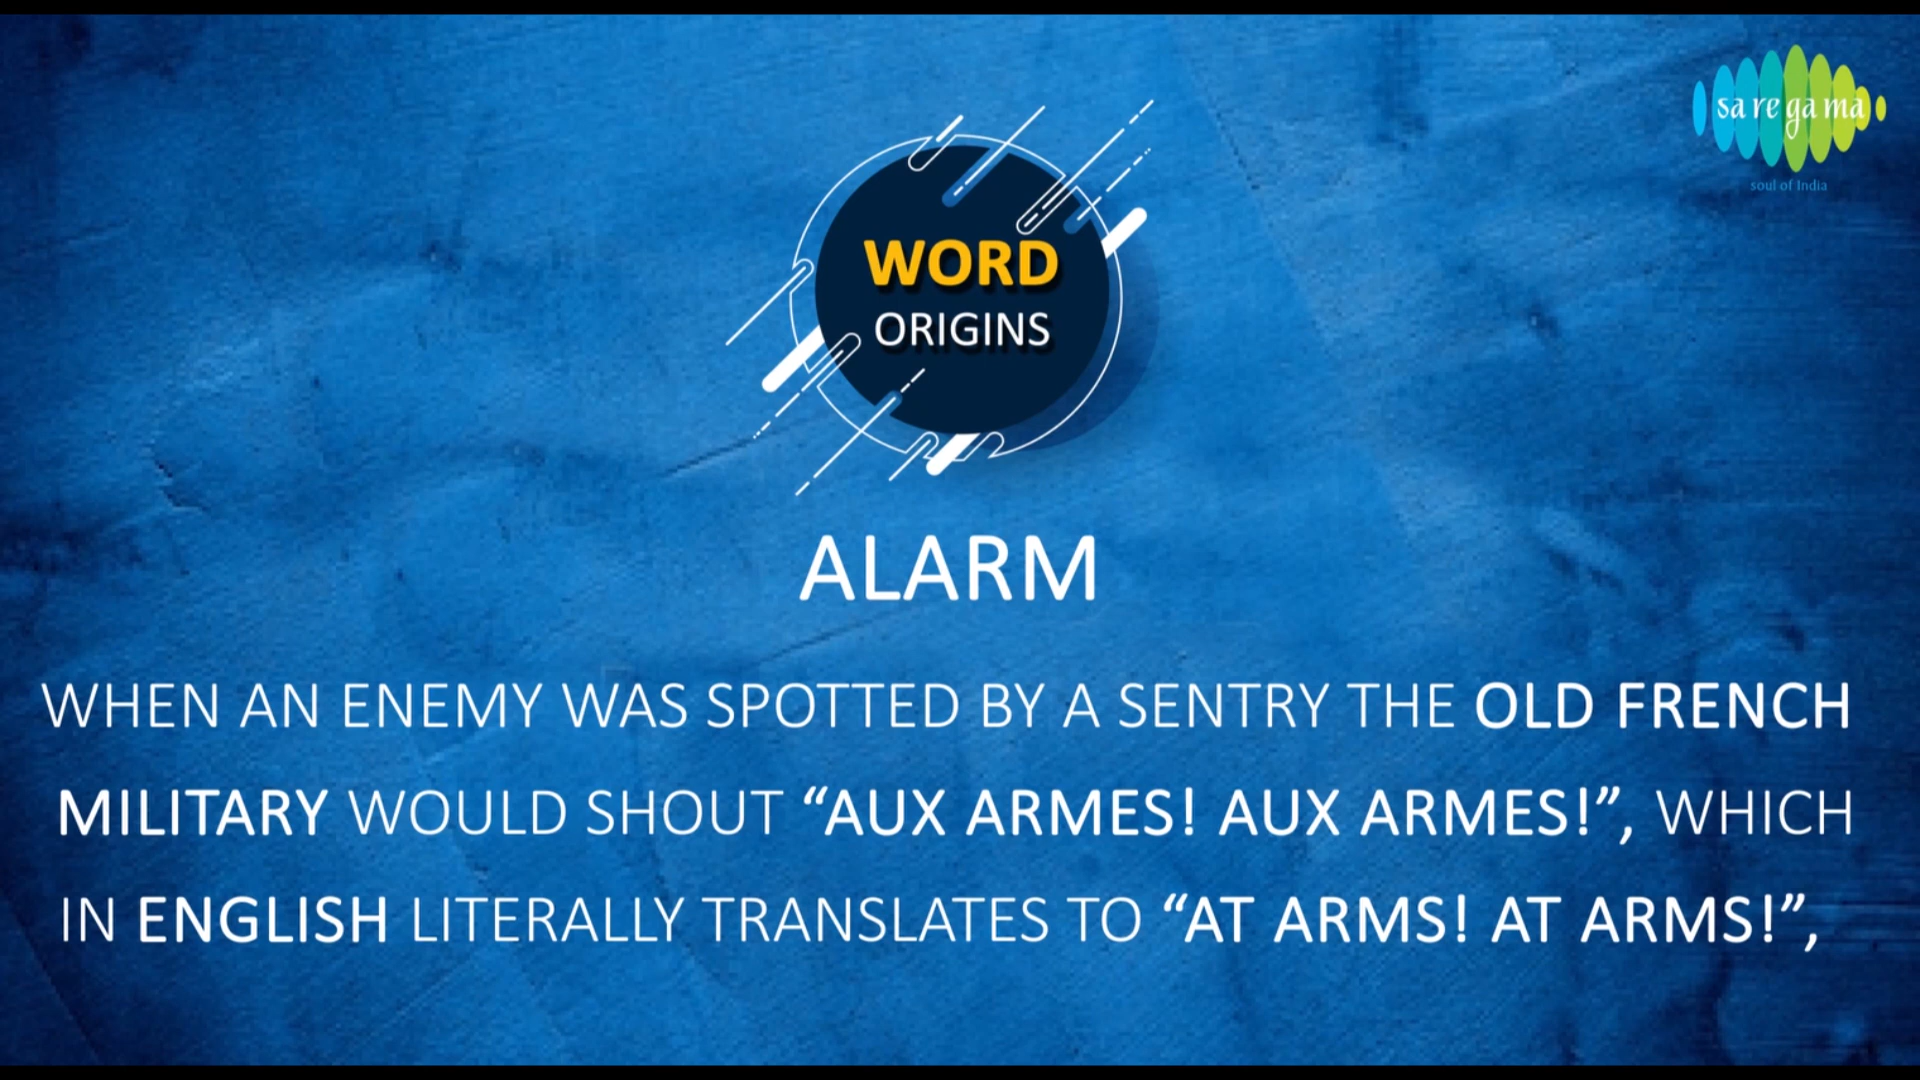 sa re ga ma
soul of India
WORD
ORIGINS
ALARM
WHEN AN ENEMY WAS SPOTTED BY A SENTRY THE OLD FRENCH
MILITARY WOULD SHOUT “AUX ARMES! AUX ARMES!”, WHICH
IN ENGLISH LITERALLY TRANSLATES TO “AT ARMS! AT ARMS!”,